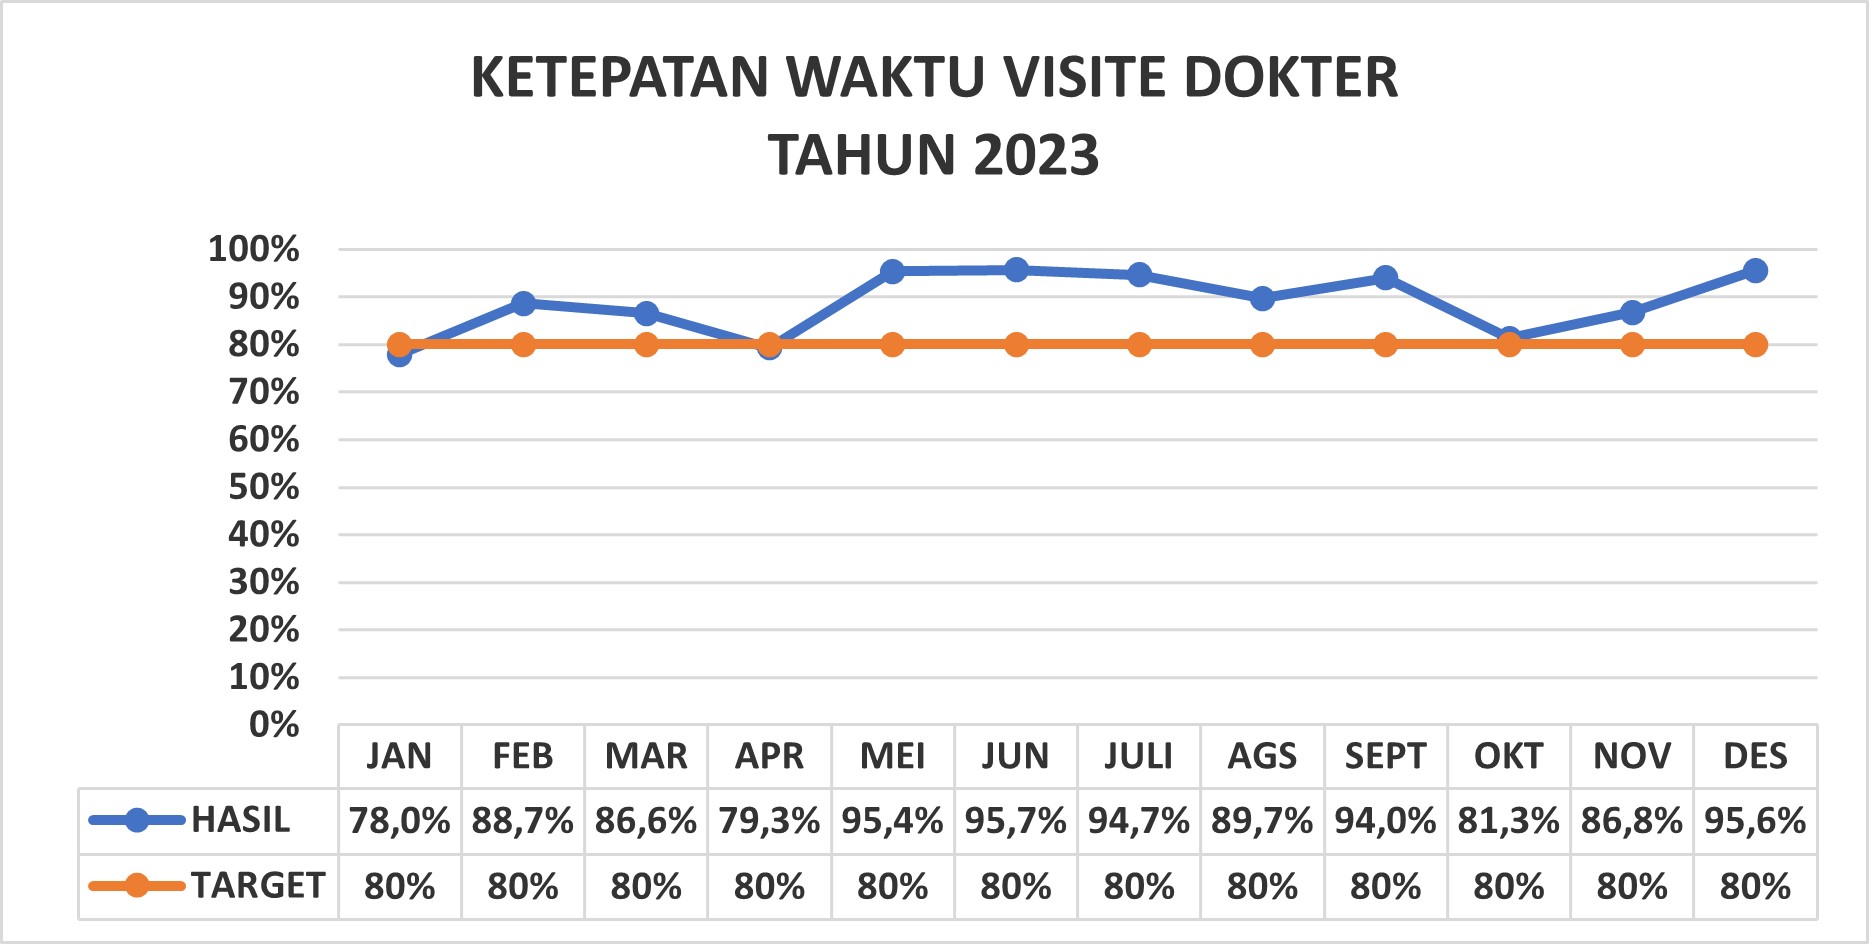 KETEPATAN WAKTU VISITE DOKTER
TAHUN 2023
100%
90%
80%
70%
60%
50%
40%
30%
20%
10%
0%
JAN FEB MAR APR MEI JUN JULI AGS SEPT OKT NOV DES
HASIL 78,0% 88,7% 86,6% 79,3% 95,4% 95,7% 94,7% 89,7% 94,0% 81,3% 86,8% 95,6%
TARGET 80% 80% 80% 80% 80% 80% 80% 80% 80% 80% 80% 80%